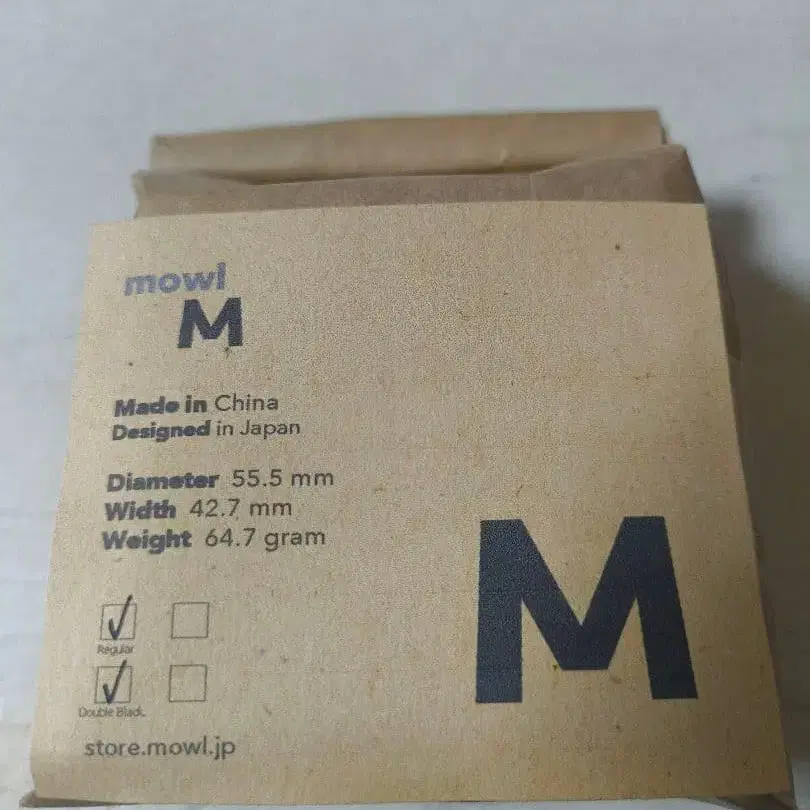 mowl
M
Made in China
Designed in Japan
Diameter 55.5 mm
Width 42.7 mm
Weight 64.7 gram
Regular
Double Black
store.mowl.jp
M